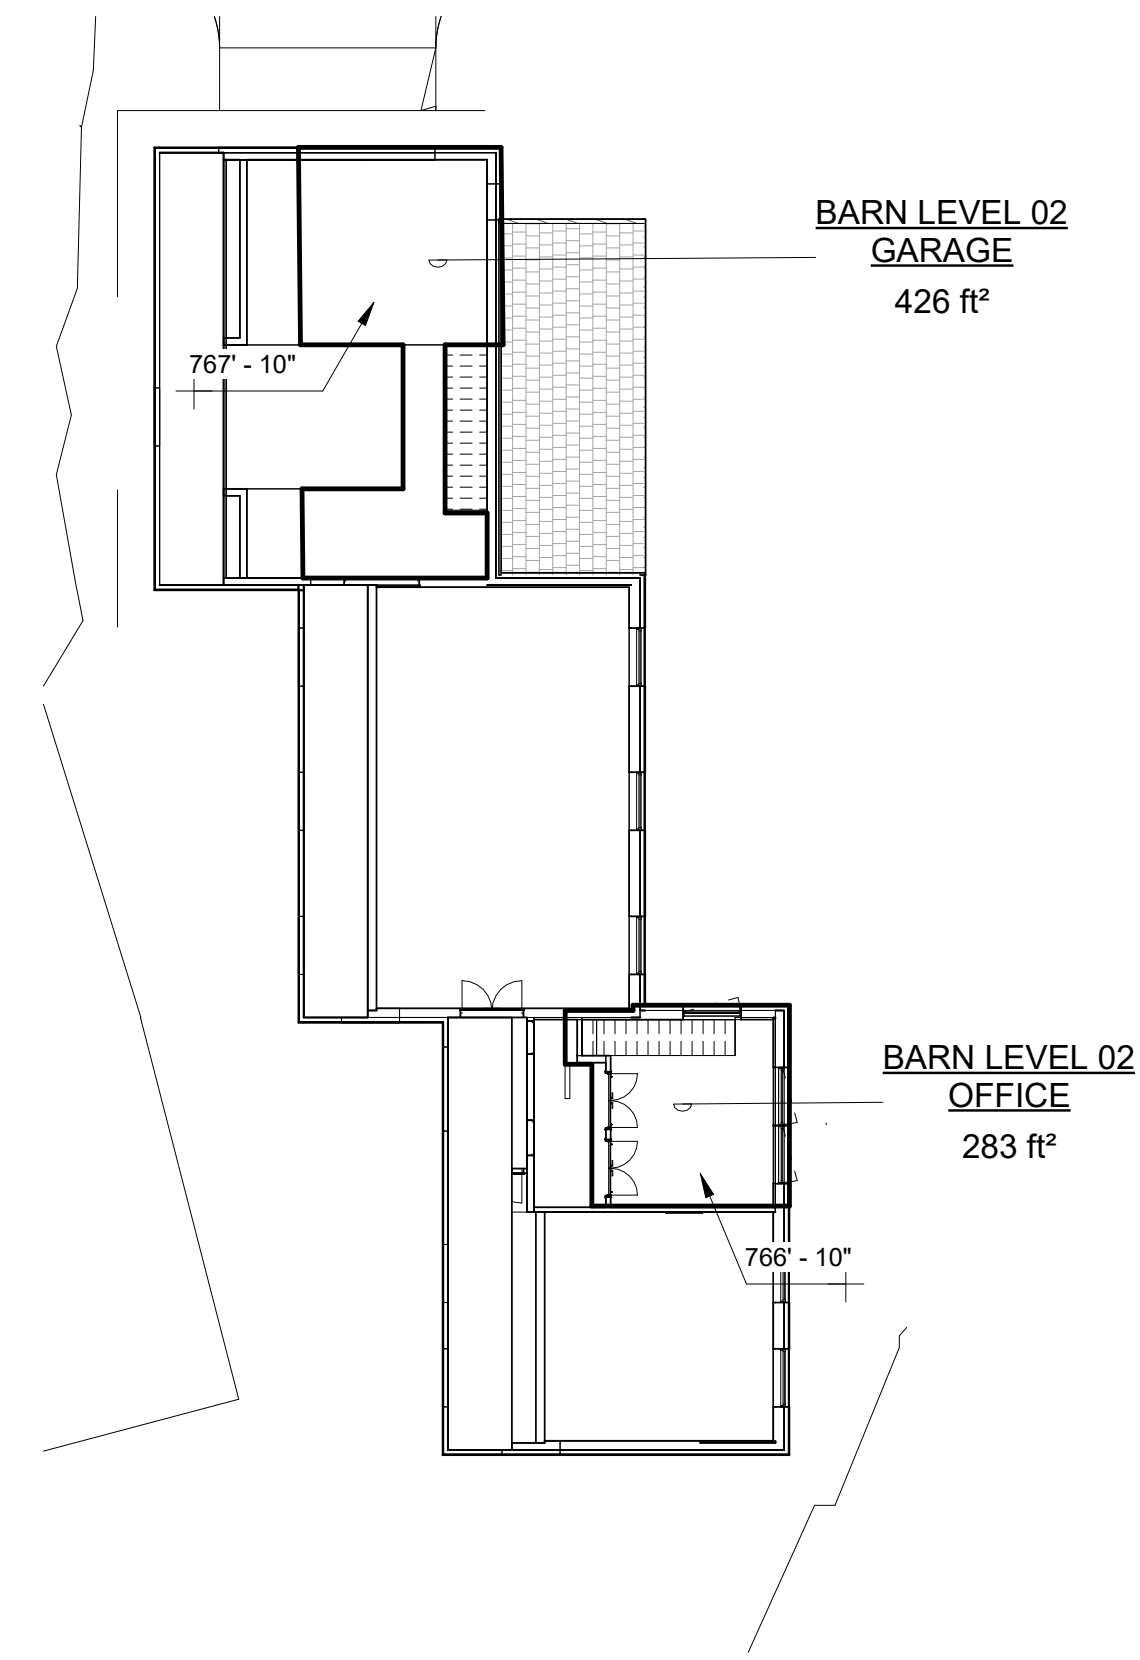 BARN LEVEL 02
GARAGE
426 ft²
767' - 10"
BARN LEVEL 02
OFFICE
283 ft²
766' - 10"